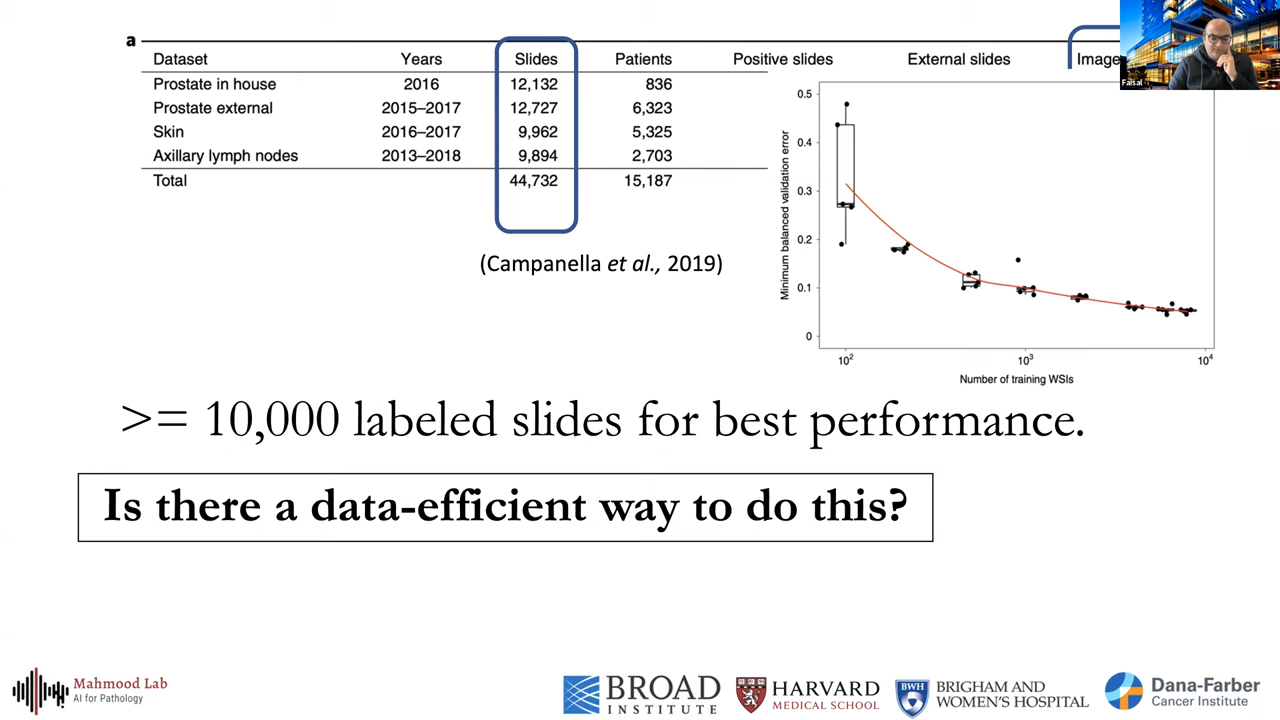 a
Dataset Years Slides Patients Positive slides External slides Image
Prostate in house 2016 12,132 836
Prostate external 2015–2017 12,727 6,323
Skin 2016–2017 9,962 5,325
Axillary lymph nodes 2013–2018 9,894 2,703
Total 44,732 15,187
(Campanella et al., 2019)
Faisal
Minimum balanced validation error
0.5
0.4
0.3
0.2
0.1
0
10² 10³ 10⁴
Number of training WSIs
>= 10,000 labeled slides for best performance.
Is there a data-efficient way to do this?
Mahmood Lab
AI for Pathology
BROAD
INSTITUTE
HARVARD
MEDICAL SCHOOL
BWH
BRIGHAM AND
WOMEN'S HOSPITAL
Dana-Farber
Cancer Institute